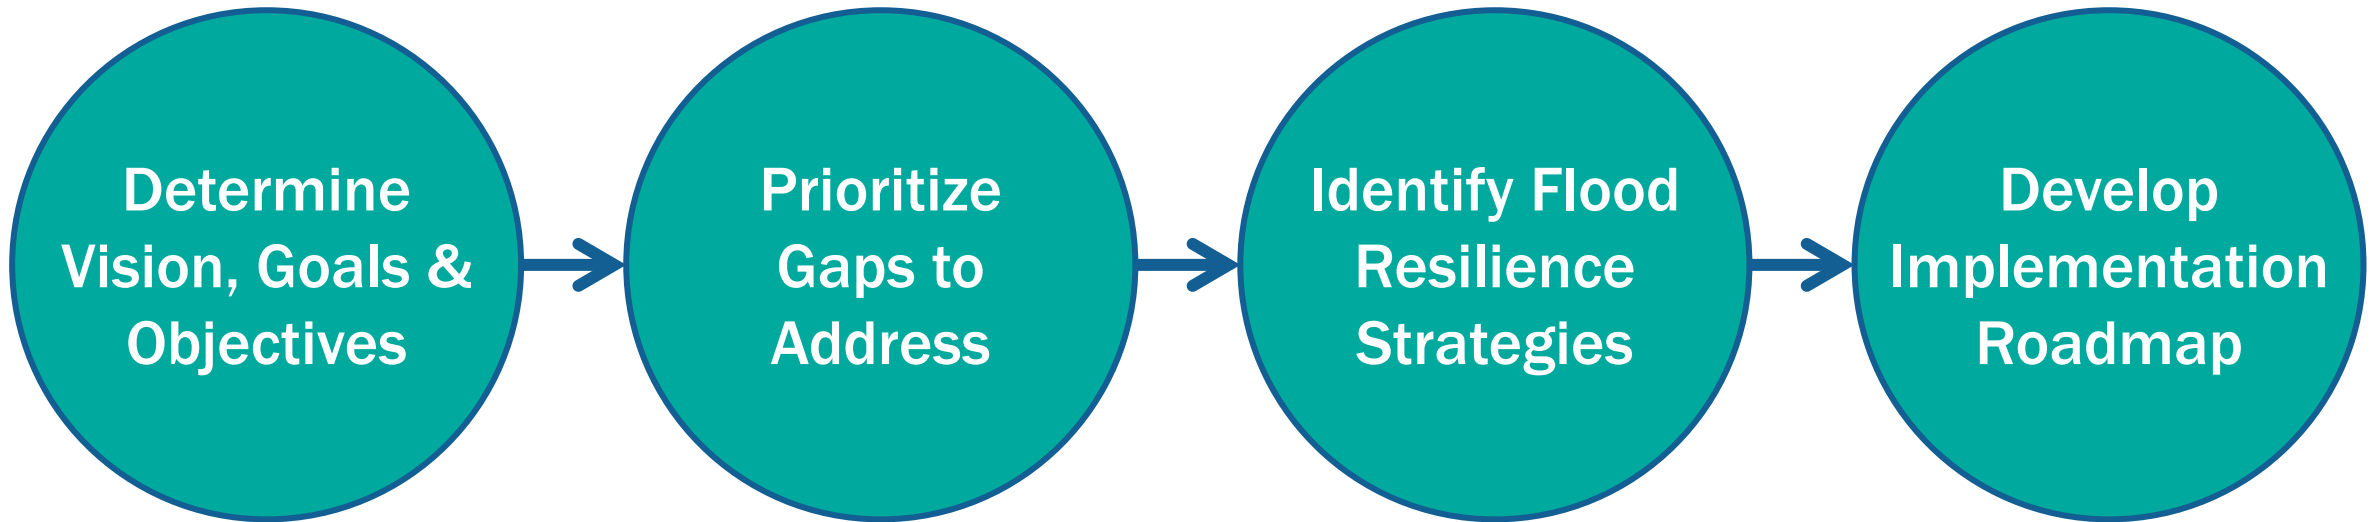 Determine
Vision, Goals &
Objectives
Prioritize
Gaps to
Address
Identify Flood
Resilience
Strategies
Develop
Implementation
Roadmap